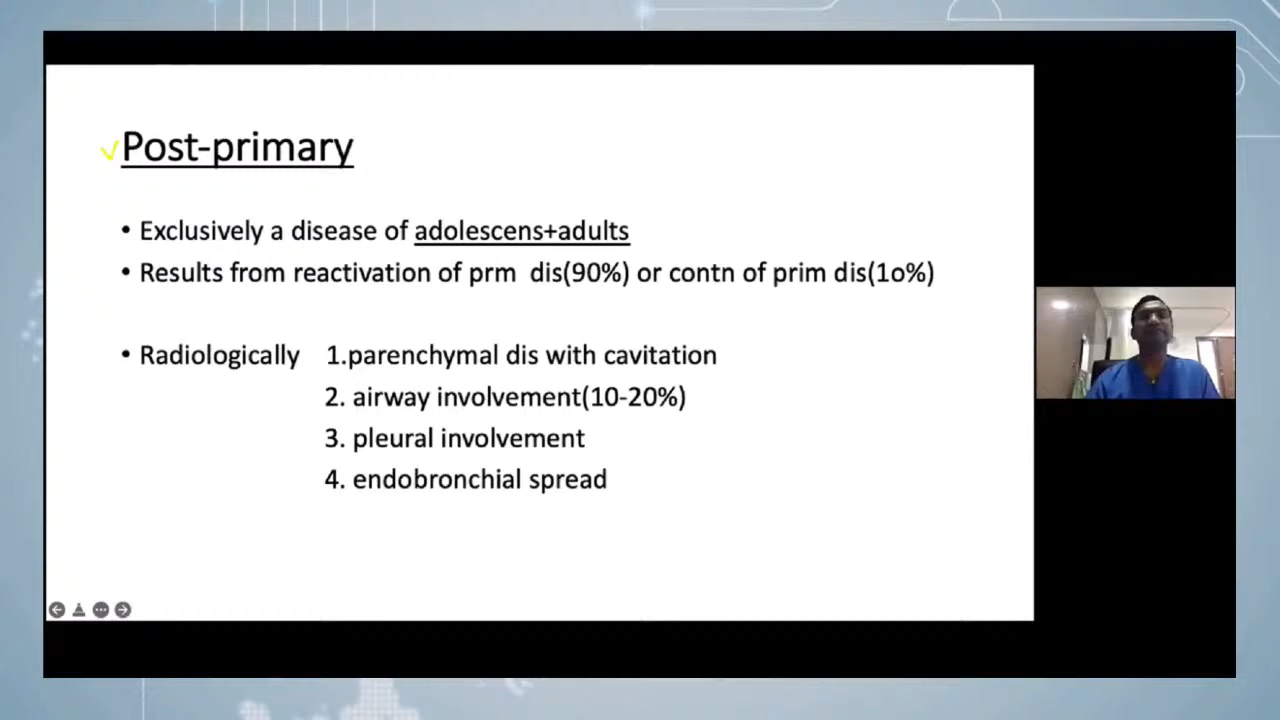 Post-primary
• Exclusively a disease of adolescens+adults
• Results from reactivation of prm dis(90%) or contn of prim dis(1o%)
• Radiologically 1.parenchymal dis with cavitation
2. airway involvement(10-20%)
3. pleural involvement
4. endobronchial spread